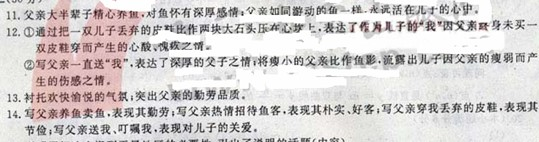 11. 父亲大半辈子精心养鱼,对鱼怀有深厚感情;父亲如同游动的鱼一样,永远活在儿子的心中。
12. ①通过把一双儿子丢弃的皮鞋比作两块大石头压在心梦上,表达了作为儿子的“我”因父亲终身未买一
双皮鞋穿而产生的心酸、愧疚之情。
②写父亲一直送“我”,表达了深厚的父子之情;将瘦小的父亲比作鱼影,流露出儿子因父亲的瘦弱而产
生的伤感之情。
13. 衬托欢快愉悦的气氛;突出父亲的勤劳品质。
14. 写父亲养鱼卖鱼,表现其勤劳;写父亲热情招待鱼客,表现其朴实、好客;写父亲穿我丢弃的皮鞋,表现其
节俭;写父亲送我、叮嘱我,表现对儿子的关爱。